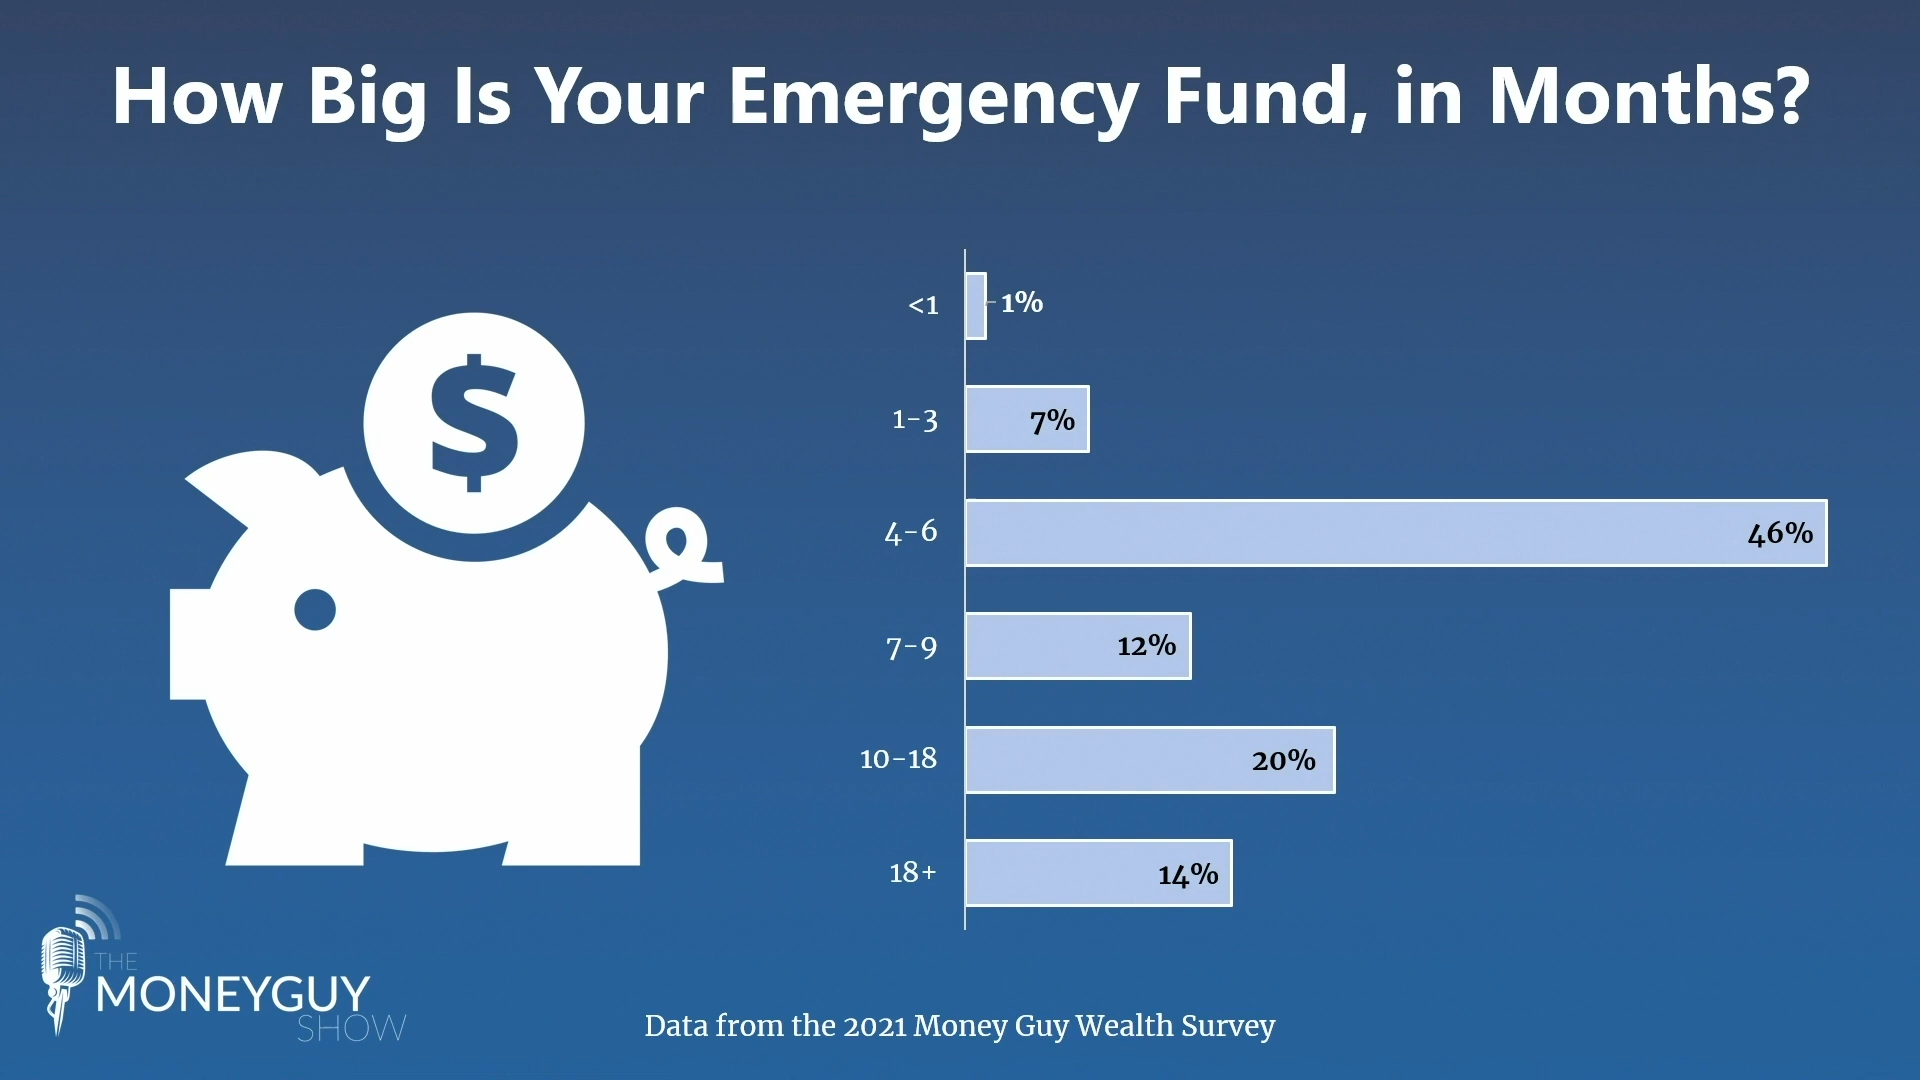 How Big Is Your Emergency Fund, in Months?
$
<1 1%
1-3 7%
4-6 46%
7-9 12%
10-18 20%
18+ 14%
THE
MONEYGUY
SHOW
Data from the 2021 Money Guy Wealth Survey